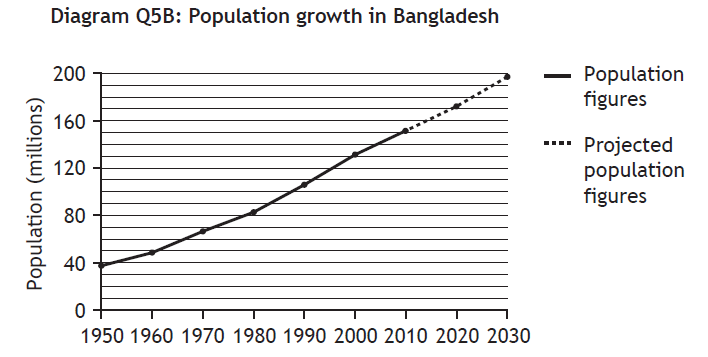 Diagram Q5B: Population growth in Bangladesh
Population (millions)
200
160
120
80
40
0
1950 1960 1970 1980 1990 2000 2010 2020 2030
Population
figures
Projected
population
figures